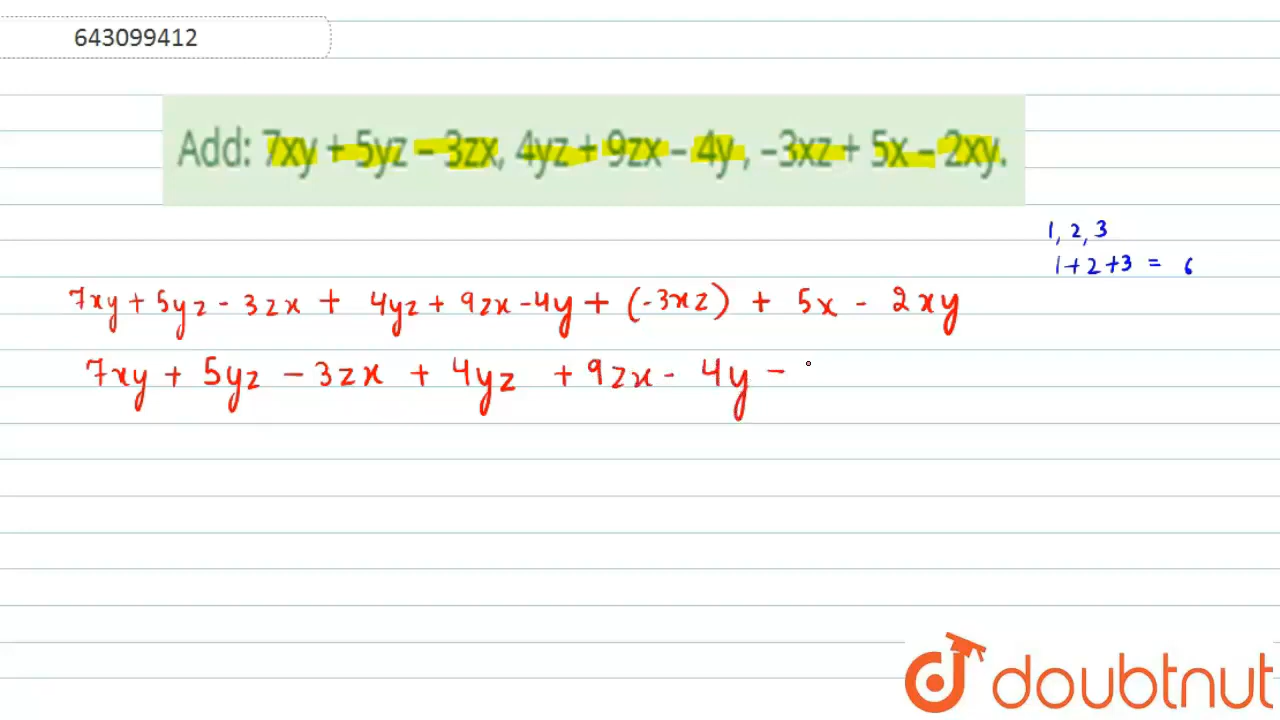 643099412
Add: 7xy + 5yz – 3zx, 4yz + 9zx – 4y , –3xz + 5x – 2xy.
1, 2, 3
1 + 2 + 3 = 6
7xy + 5yz - 3zx + 4yz + 9zx - 4y + (-3xz) + 5x - 2xy
7xy + 5yz - 3zx + 4yz + 9zx - 4y -
doubtnut